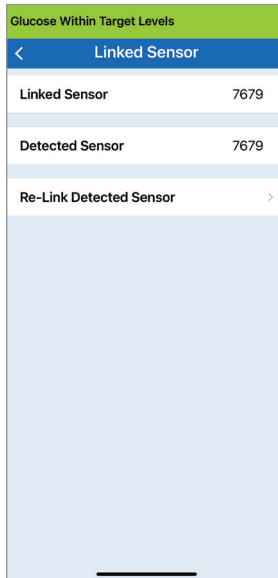 Glucose Within Target Levels
Linked Sensor
Linked Sensor 7679
Detected Sensor 7679
Re-Link Detected Sensor